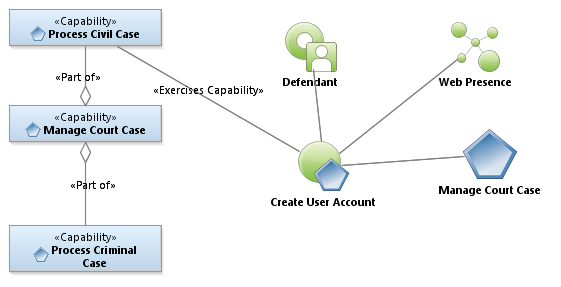 «Capability»
Process Civil Case
«Part of»
«Capability»
Manage Court Case
«Part of»
«Capability»
Process Criminal
Case
«Exercises Capability»
Defendant
Web Presence
Create User Account
Manage Court Case